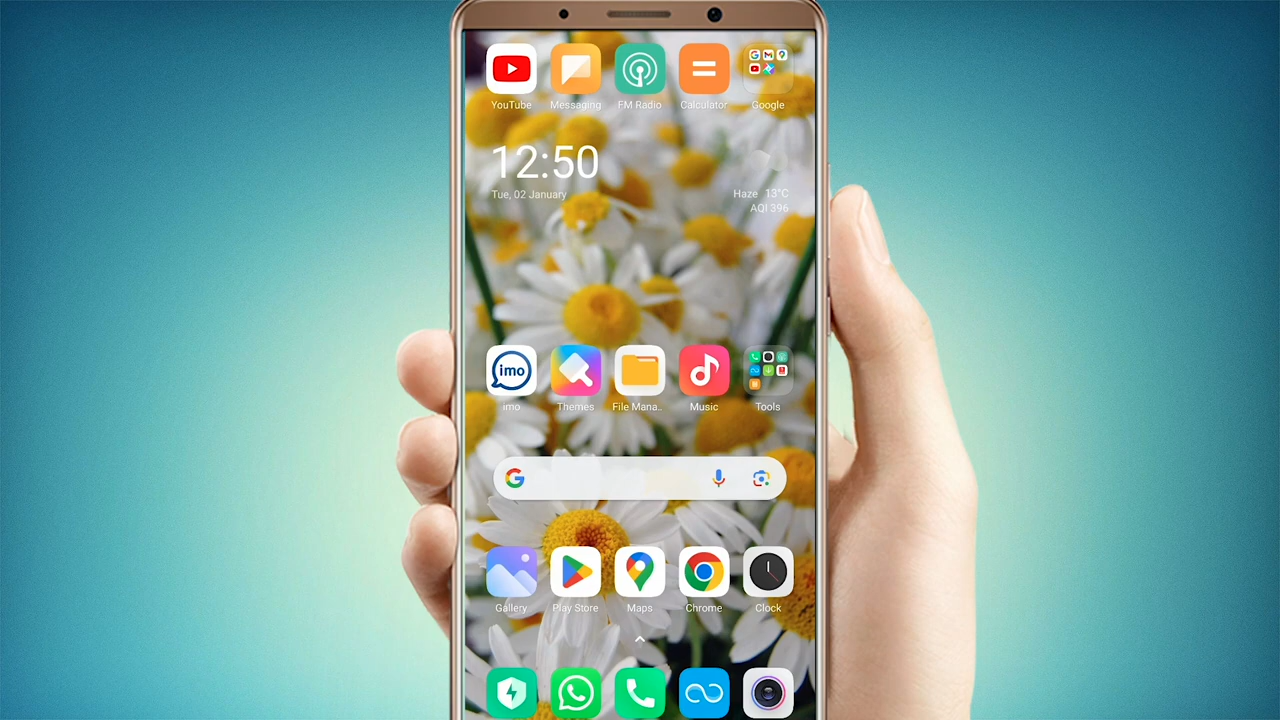 YouTube Messaging FM Radio Calculator Google
12:50
Tue, 02 January
Haze 13°C
AQI 396
imo
imo Themes File Mana.. Music Tools
Gallery Play Store Maps Chrome Clock